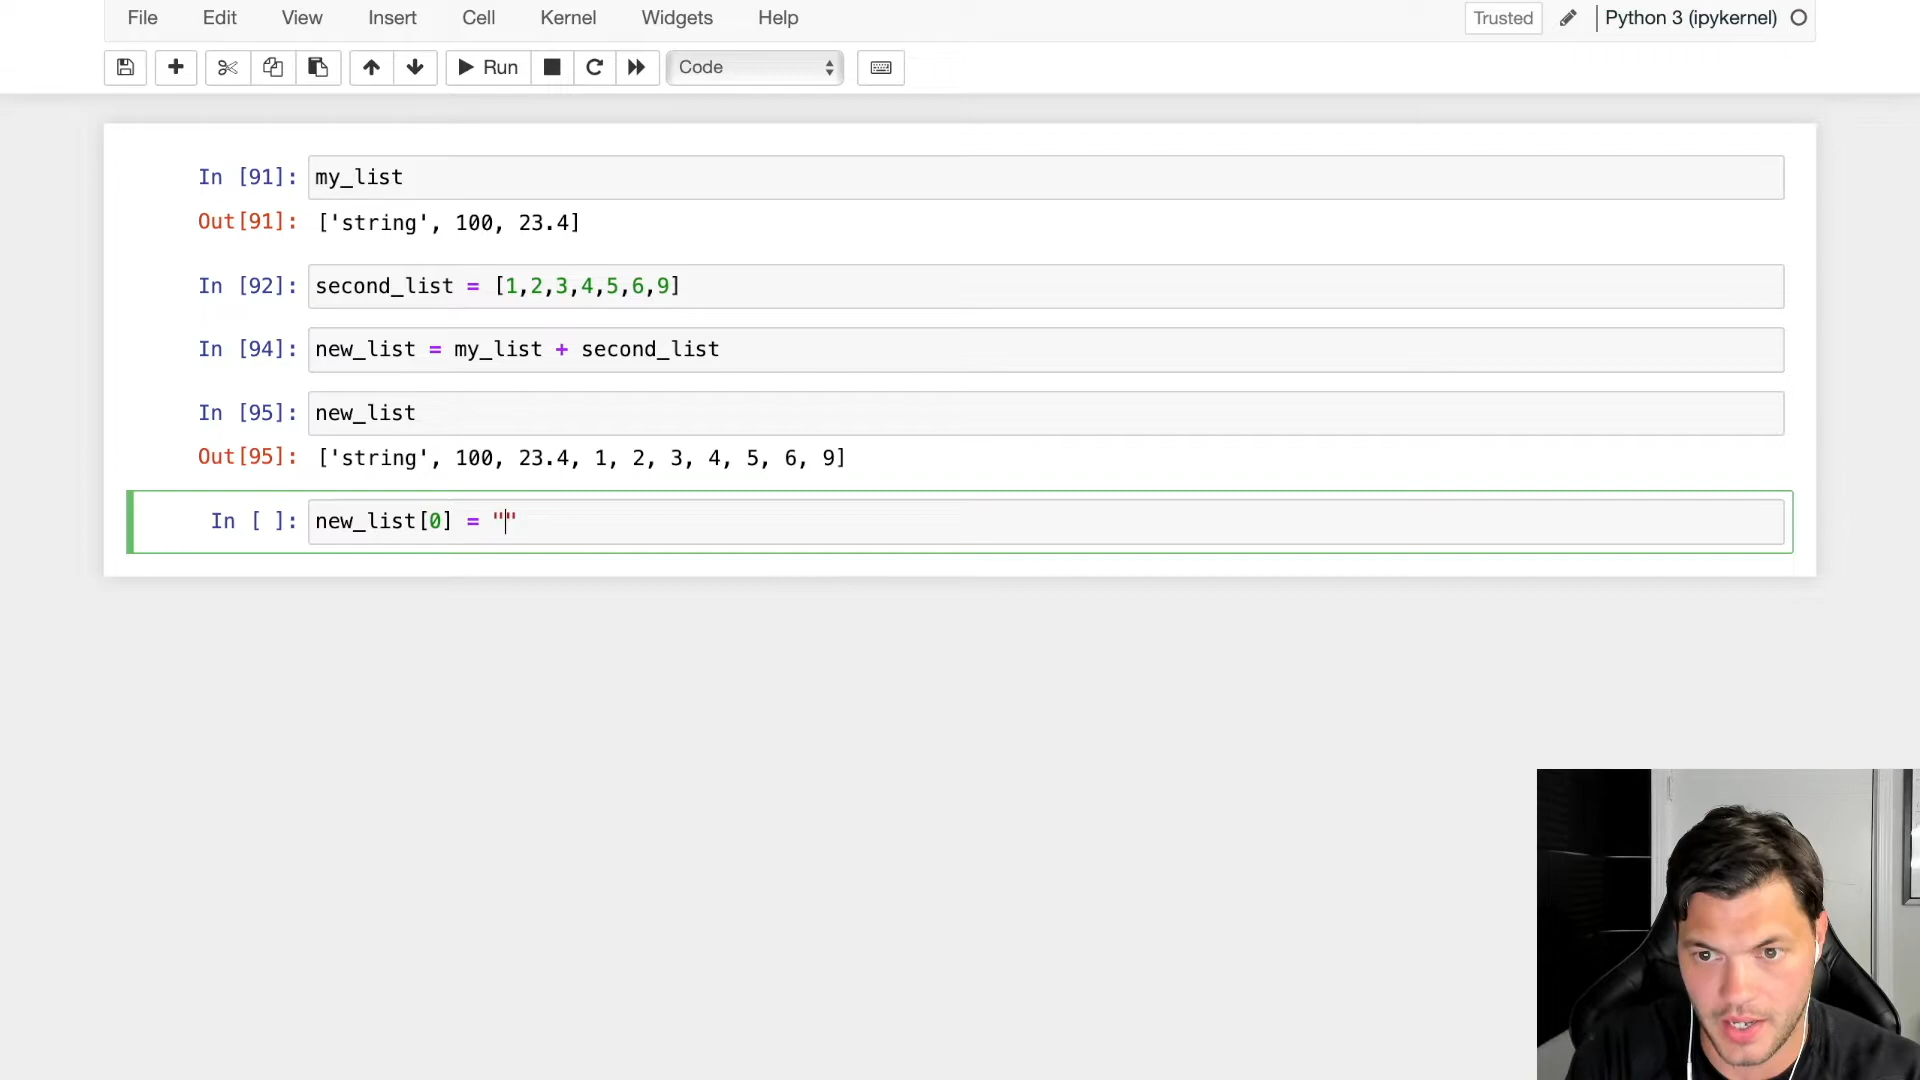 File Edit View Insert Cell Kernel Widgets Help Trusted Python 3 (ipykernel)
Run Code
In [91]: my_list
Out[91]: ['string', 100, 23.4]
In [92]: second_list = [1,2,3,4,5,6,9]
In [94]: new_list = my_list + second_list
In [95]: new_list
Out[95]: ['string', 100, 23.4, 1, 2, 3, 4, 5, 6, 9]
In [ ]: new_list[0] = ""